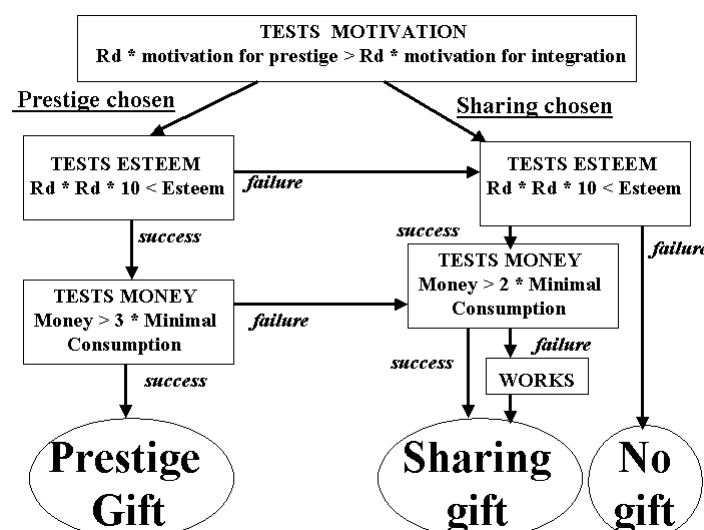 TESTS MOTIVATION
Rd * motivation for prestige > Rd * motivation for integration
Prestige chosen
Sharing chosen
TESTS ESTEEM
Rd * Rd * 10 < Esteem
failure
TESTS ESTEEM
Rd * Rd * 10 < Esteem
success
success
failure
TESTS MONEY
Money > 3 * Minimal
Consumption
failure
TESTS MONEY
Money > 2 * Minimal
Consumption
success
success
failure
WORKS
Prestige
Gift
Sharing
gift
No
gift